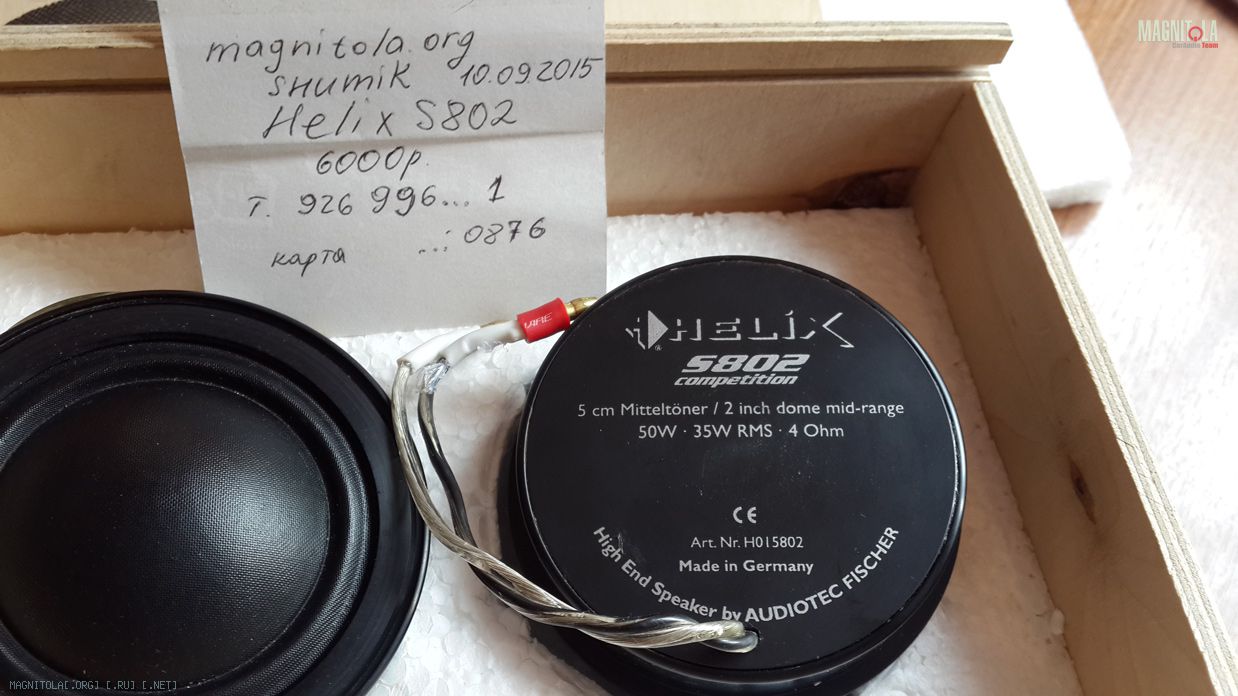 magnitola.org
SHUMIK 10.09.2015
Helix S802
6000р.
т. 926 996... 1
карта ...: 0876
MAGNITOLA
CarAudio Team
HELIX
S802
competition
5 cm Mitteltöner / 2 inch dome mid-range
50W · 35W RMS · 4 Ohm
CE
Art. Nr. H015802
Made in Germany
High End Speaker by AUDIOTEC FISCHER
MAGNITOLA[.ORG] [.RU] [.NET]